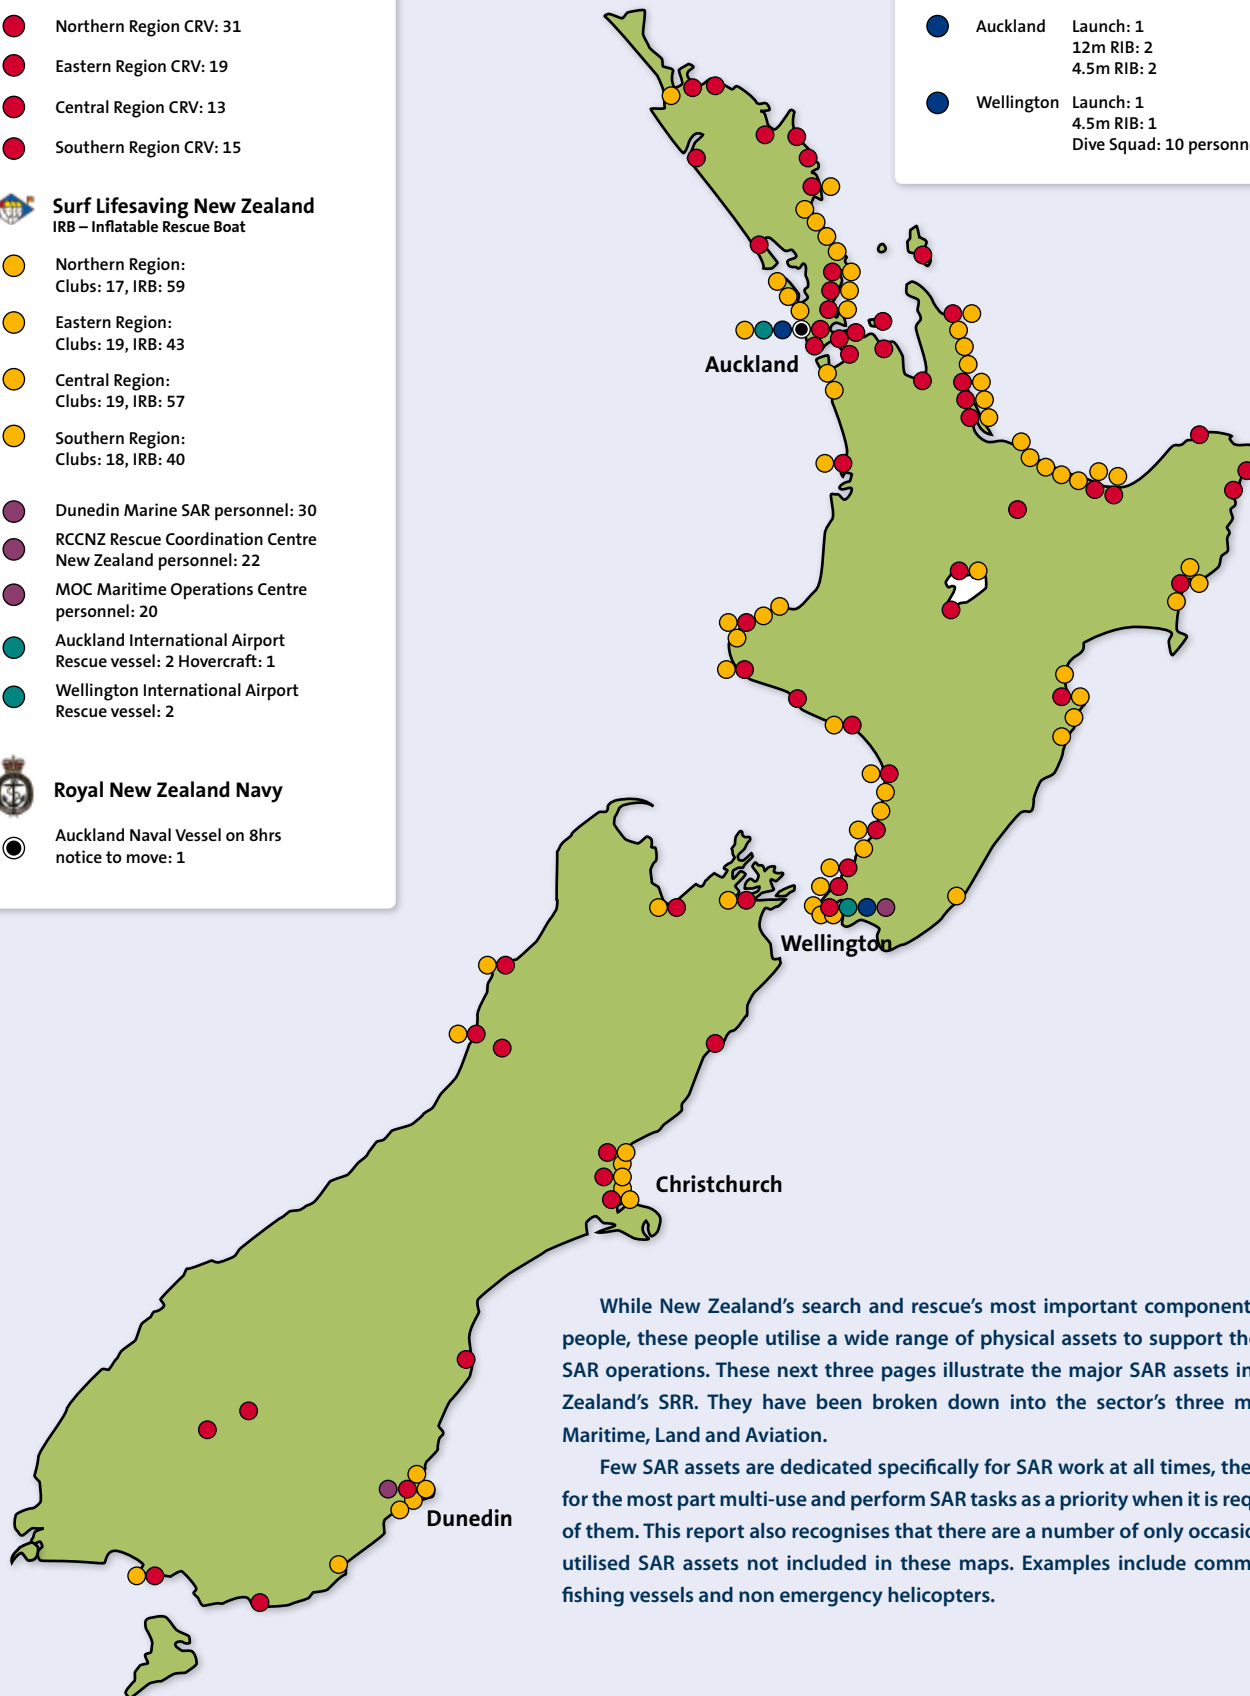 Northern Region CRV: 31
Eastern Region CRV: 19
Central Region CRV: 13
Southern Region CRV: 15
Surf Lifesaving New Zealand
IRB – Inflatable Rescue Boat
Northern Region:
Clubs: 17, IRB: 59
Eastern Region:
Clubs: 19, IRB: 43
Central Region:
Clubs: 19, IRB: 57
Southern Region:
Clubs: 18, IRB: 40
Dunedin Marine SAR personnel: 30
RCCNZ Rescue Coordination Centre
New Zealand personnel: 22
MOC Maritime Operations Centre
personnel: 20
Auckland International Airport
Rescue vessel: 2 Hovercraft: 1
Wellington International Airport
Rescue vessel: 2
Royal New Zealand Navy
Auckland Naval Vessel on 8hrs
notice to move: 1
Auckland Launch: 1
12m RIB: 2
4.5m RIB: 2
Wellington Launch: 1
4.5m RIB: 1
Dive Squad: 10
Auckland
Wellington
Christchurch
Dunedin
While New Zealand's search and rescue's most important
people, these people utilise a wide range of physical assets to support
SAR operations. These next three pages illustrate the major SAR assets in
Zealand's SRR. They have been broken down into the sector's three
Maritime, Land and Aviation.
Few SAR assets are dedicated specifically for SAR work at all times,
for the most part multi-use and perform SAR tasks as a priority when it is
of them. This report also recognises that there are a number of only
utilised SAR assets not included in these maps. Examples include
fishing vessels and non emergency helicopters.